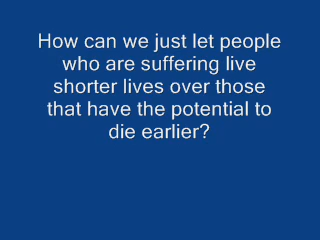 How can we just let people
who are suffering live
shorter lives over those
that have the potential to
die earlier?